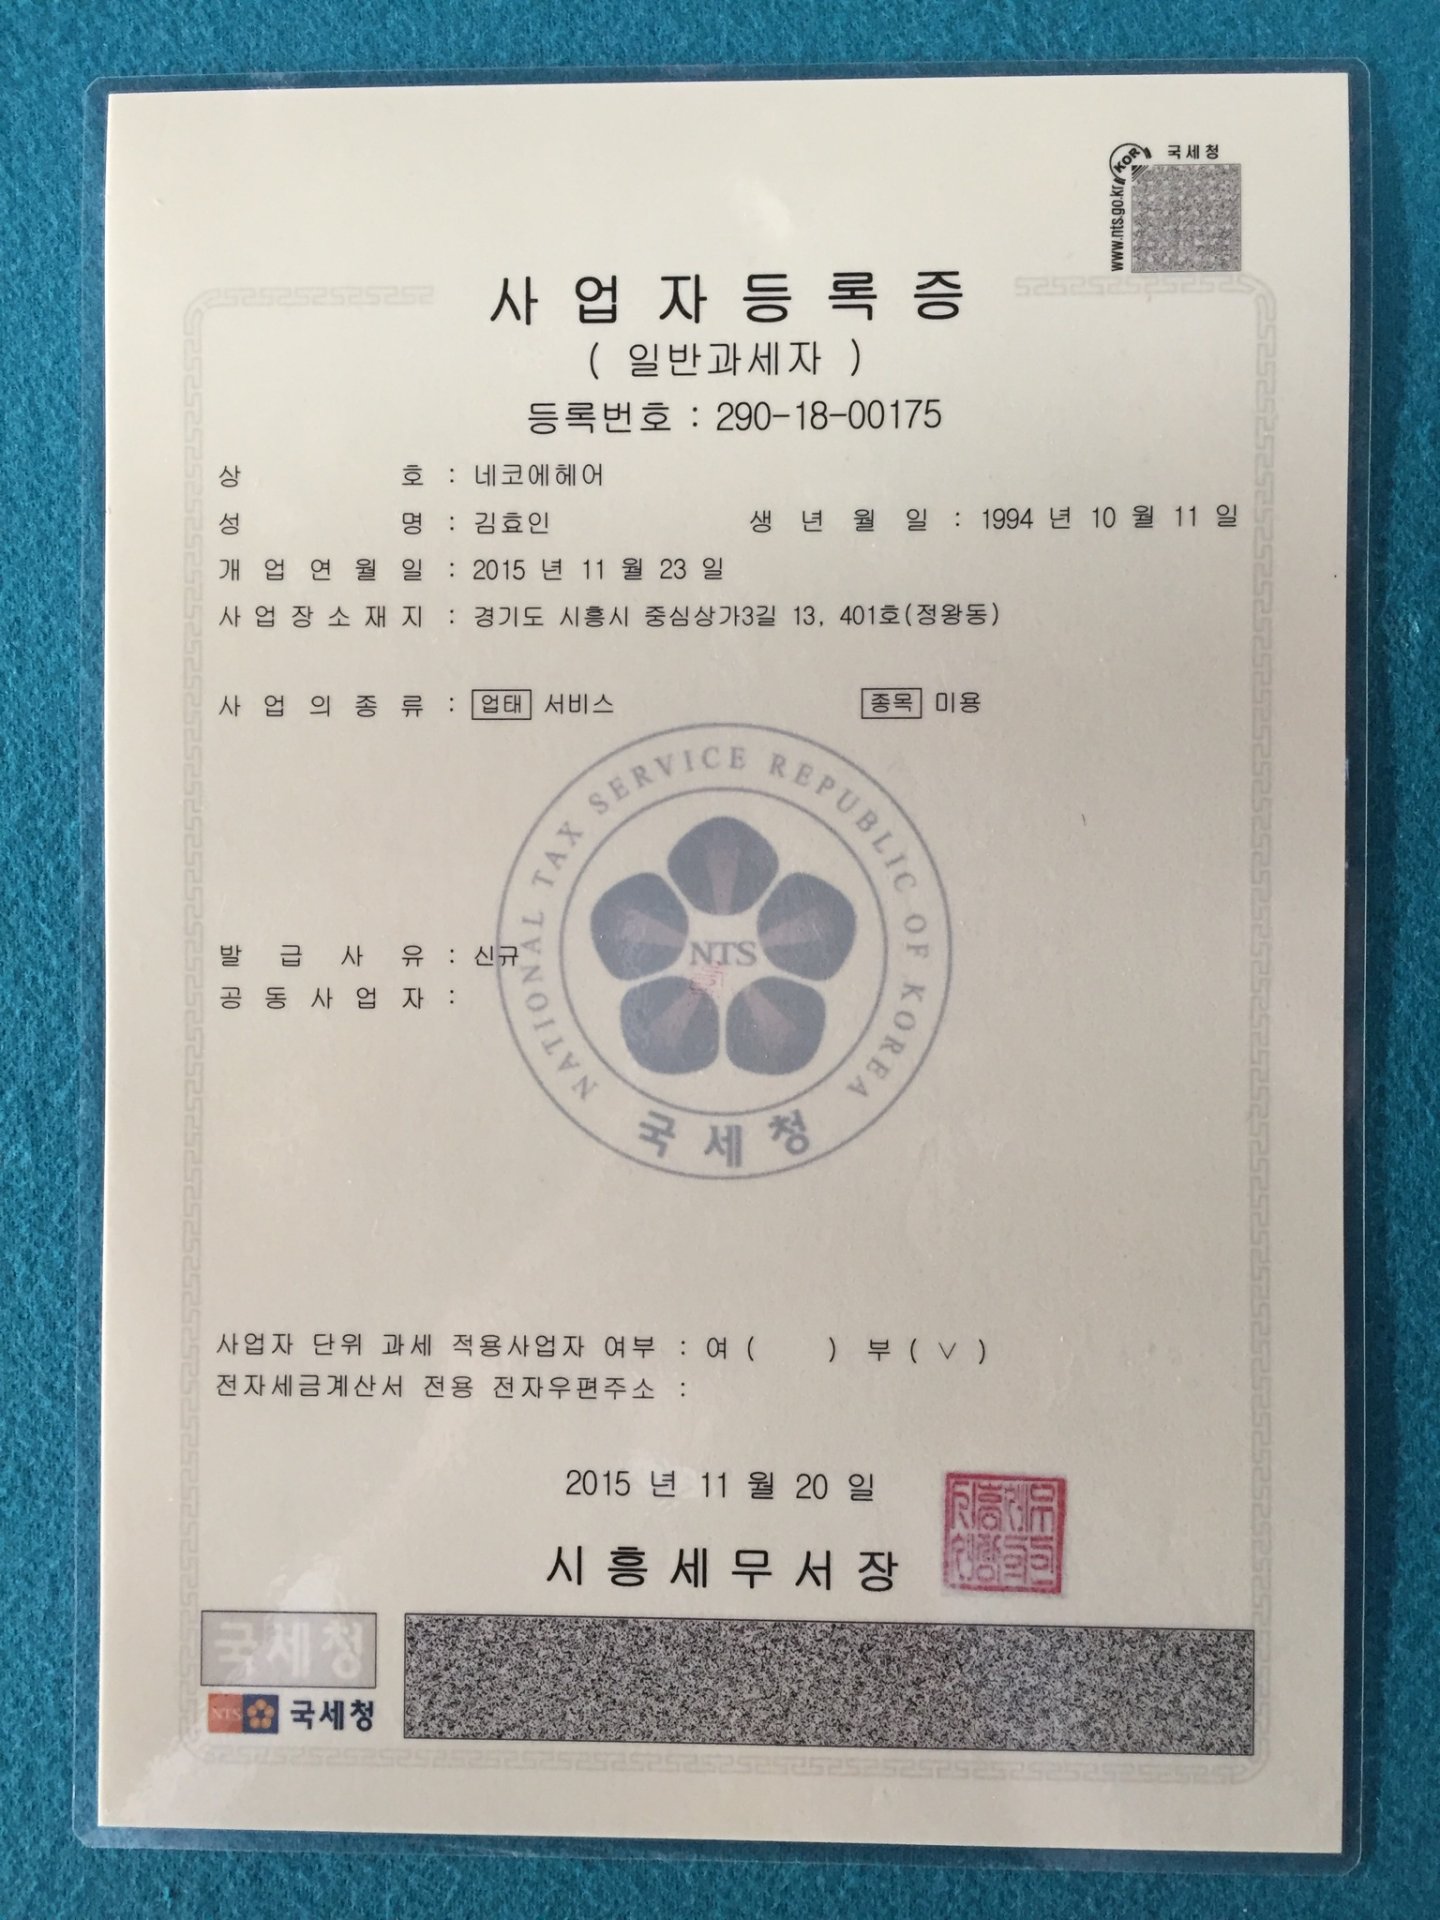 국세청
KOR
www.nts.go.kr
사업자등록증
( 일반과세자 )
등록번호 : 290-18-00175
상 호 : 네코에헤어
성 명 : 김효인 생 년 월 일 : 1994 년 10 월 11 일
개 업 연 월 일 : 2015 년 11 월 23 일
사 업 장 소 재 지 : 경기도 시흥시 중심상가3길 13, 401호(정왕동)
사 업 의 종 류 : 업태 서비스 종목 미용
NATIONAL TAX SERVICE REPUBLIC OF KOREA
NTS
국세청
발 급 사 유 : 신규
공 동 사 업 자 :
사업자 단위 과세 적용사업자 여부 : 여 ( ) 부 ( ∨ )
전자세금계산서 전용 전자우편주소 :
2015 년 11 월 20 일
시흥세무서장
국세청
NTS 국세청